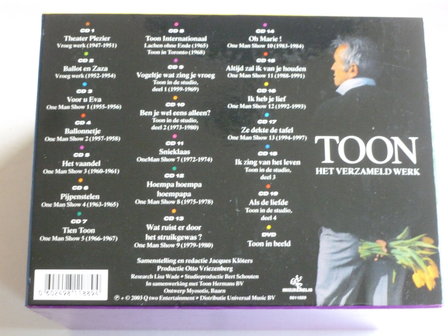 CD 1
Theater Plezier
Vroeg werk (1947-1951)
CD 2
Ballot en Zaza
Vroeg werk (1952-1954)
CD 3
Voor u Eva
One Man Show 1 (1955-1956)
CD 4
Ballonnetje
One Man Show 2 (1957-1958)
CD 5
Het vaandel
One Man Show 3 (1960-1961)
CD 6
Pijpenstelen
One Man Show 4 (1963-1965)
CD 7
Tien Toon
One Man Show 5 (1966-1967)
CD 8
Toon Internationaal
Lachen ohne Ende (1965)
Toon in Toronto (1968)
CD 9
Vogeltje wat zing je vroeg
Toon in de studio,
deel 1 (1959-1969)
CD 10
Ben je wel eens alleen?
Toon in de studio,
deel 2 (1975-1980)
CD 11
Snieklaas
One Man Show 7 (1972-1974)
CD 12
Hoempa hoempa
hoempapa
One Man Show 8 (1975-1978)
CD 13
Wat ruist er door
het struikgewas?
One Man Show 9 (1979-1980)
CD 14
Oh Marie!
One Man Show 10 (1983-1984)
CD 15
Altijd zal ik van je houden
One Man Show 11 (1988-1991)
CD 16
Ik heb je lief
One Man Show 12 (1992-1993)
CD 17
Ze dekte de tafel
One Man Show 13 (1994-1997)
CD 18
Ik zing van het leven
Toon in de studio,
deel 3
CD 19
Als de liefde
Toon in de studio,
deel 4
DVD
Toon in beeld
TOON
HET VERZAMELD WERK
Samenstelling en redactie Jacques Klöters
Productie Otto Vriezenberg
Research Lisa Wade • Studioproductie Bert Schouten
In samenwerking met Toon Hermans BV
Ontwerp Myosotis, Baarn
℗ + © 2003 Q two Entertainment • Distributie Universal Music BV